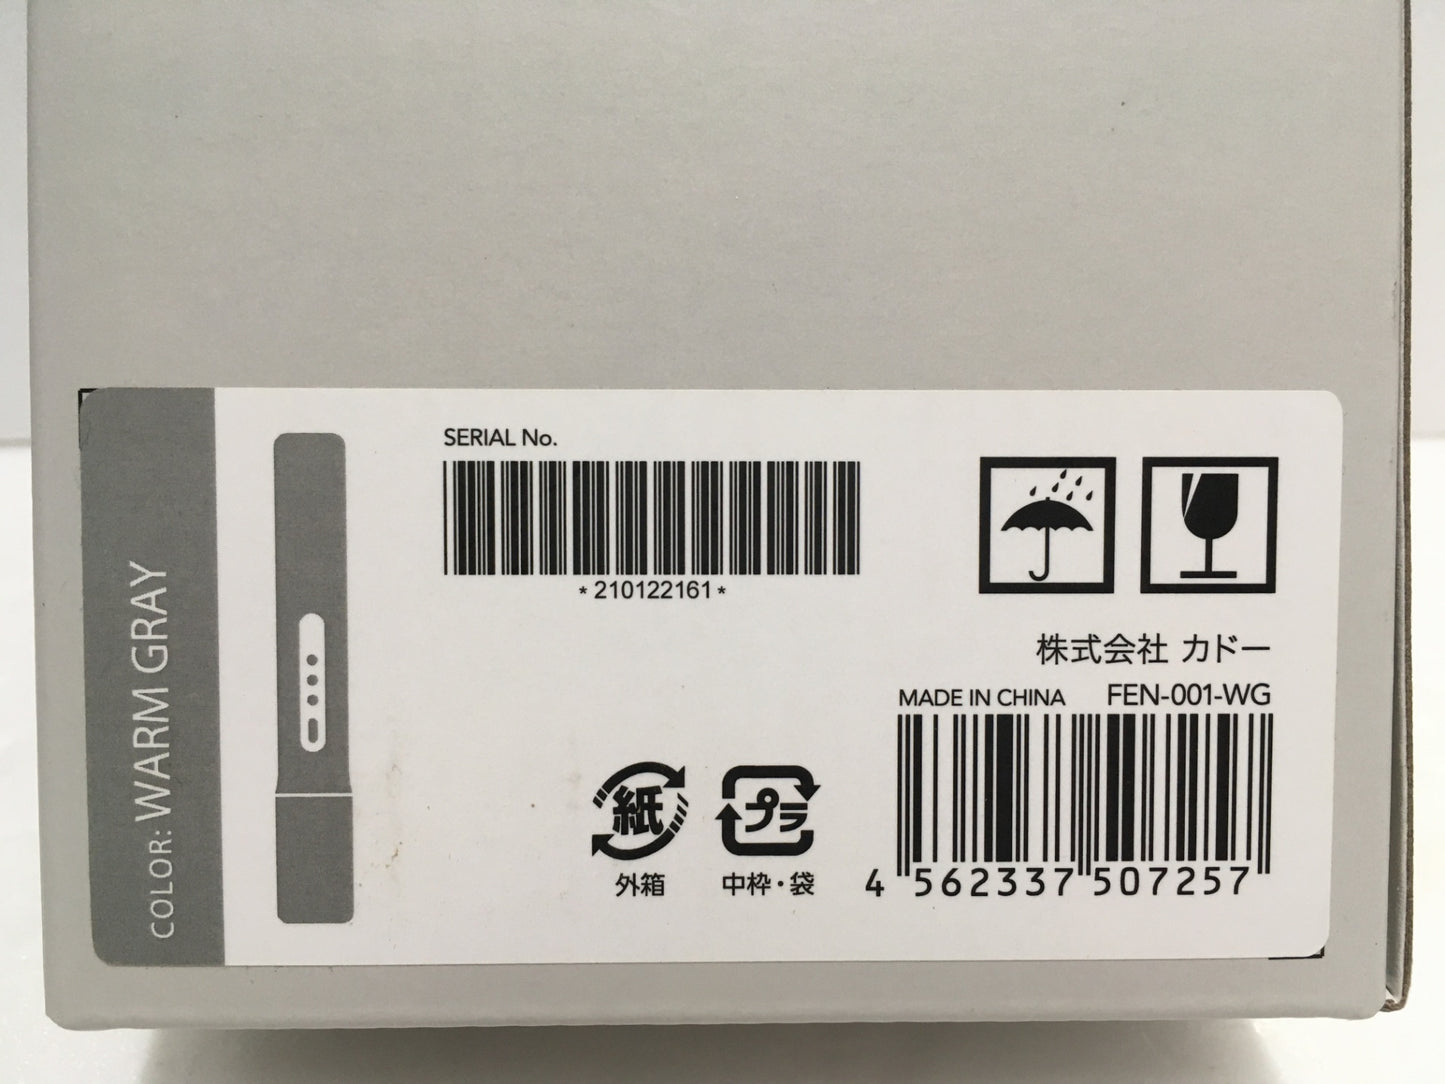 COLOR: WARM GRAY
SERIAL No.
*210122161*
株式会社 カドー
MADE IN CHINA FEN-001-WG
紙
プラ
外箱
中枠・袋
4 562337 507257